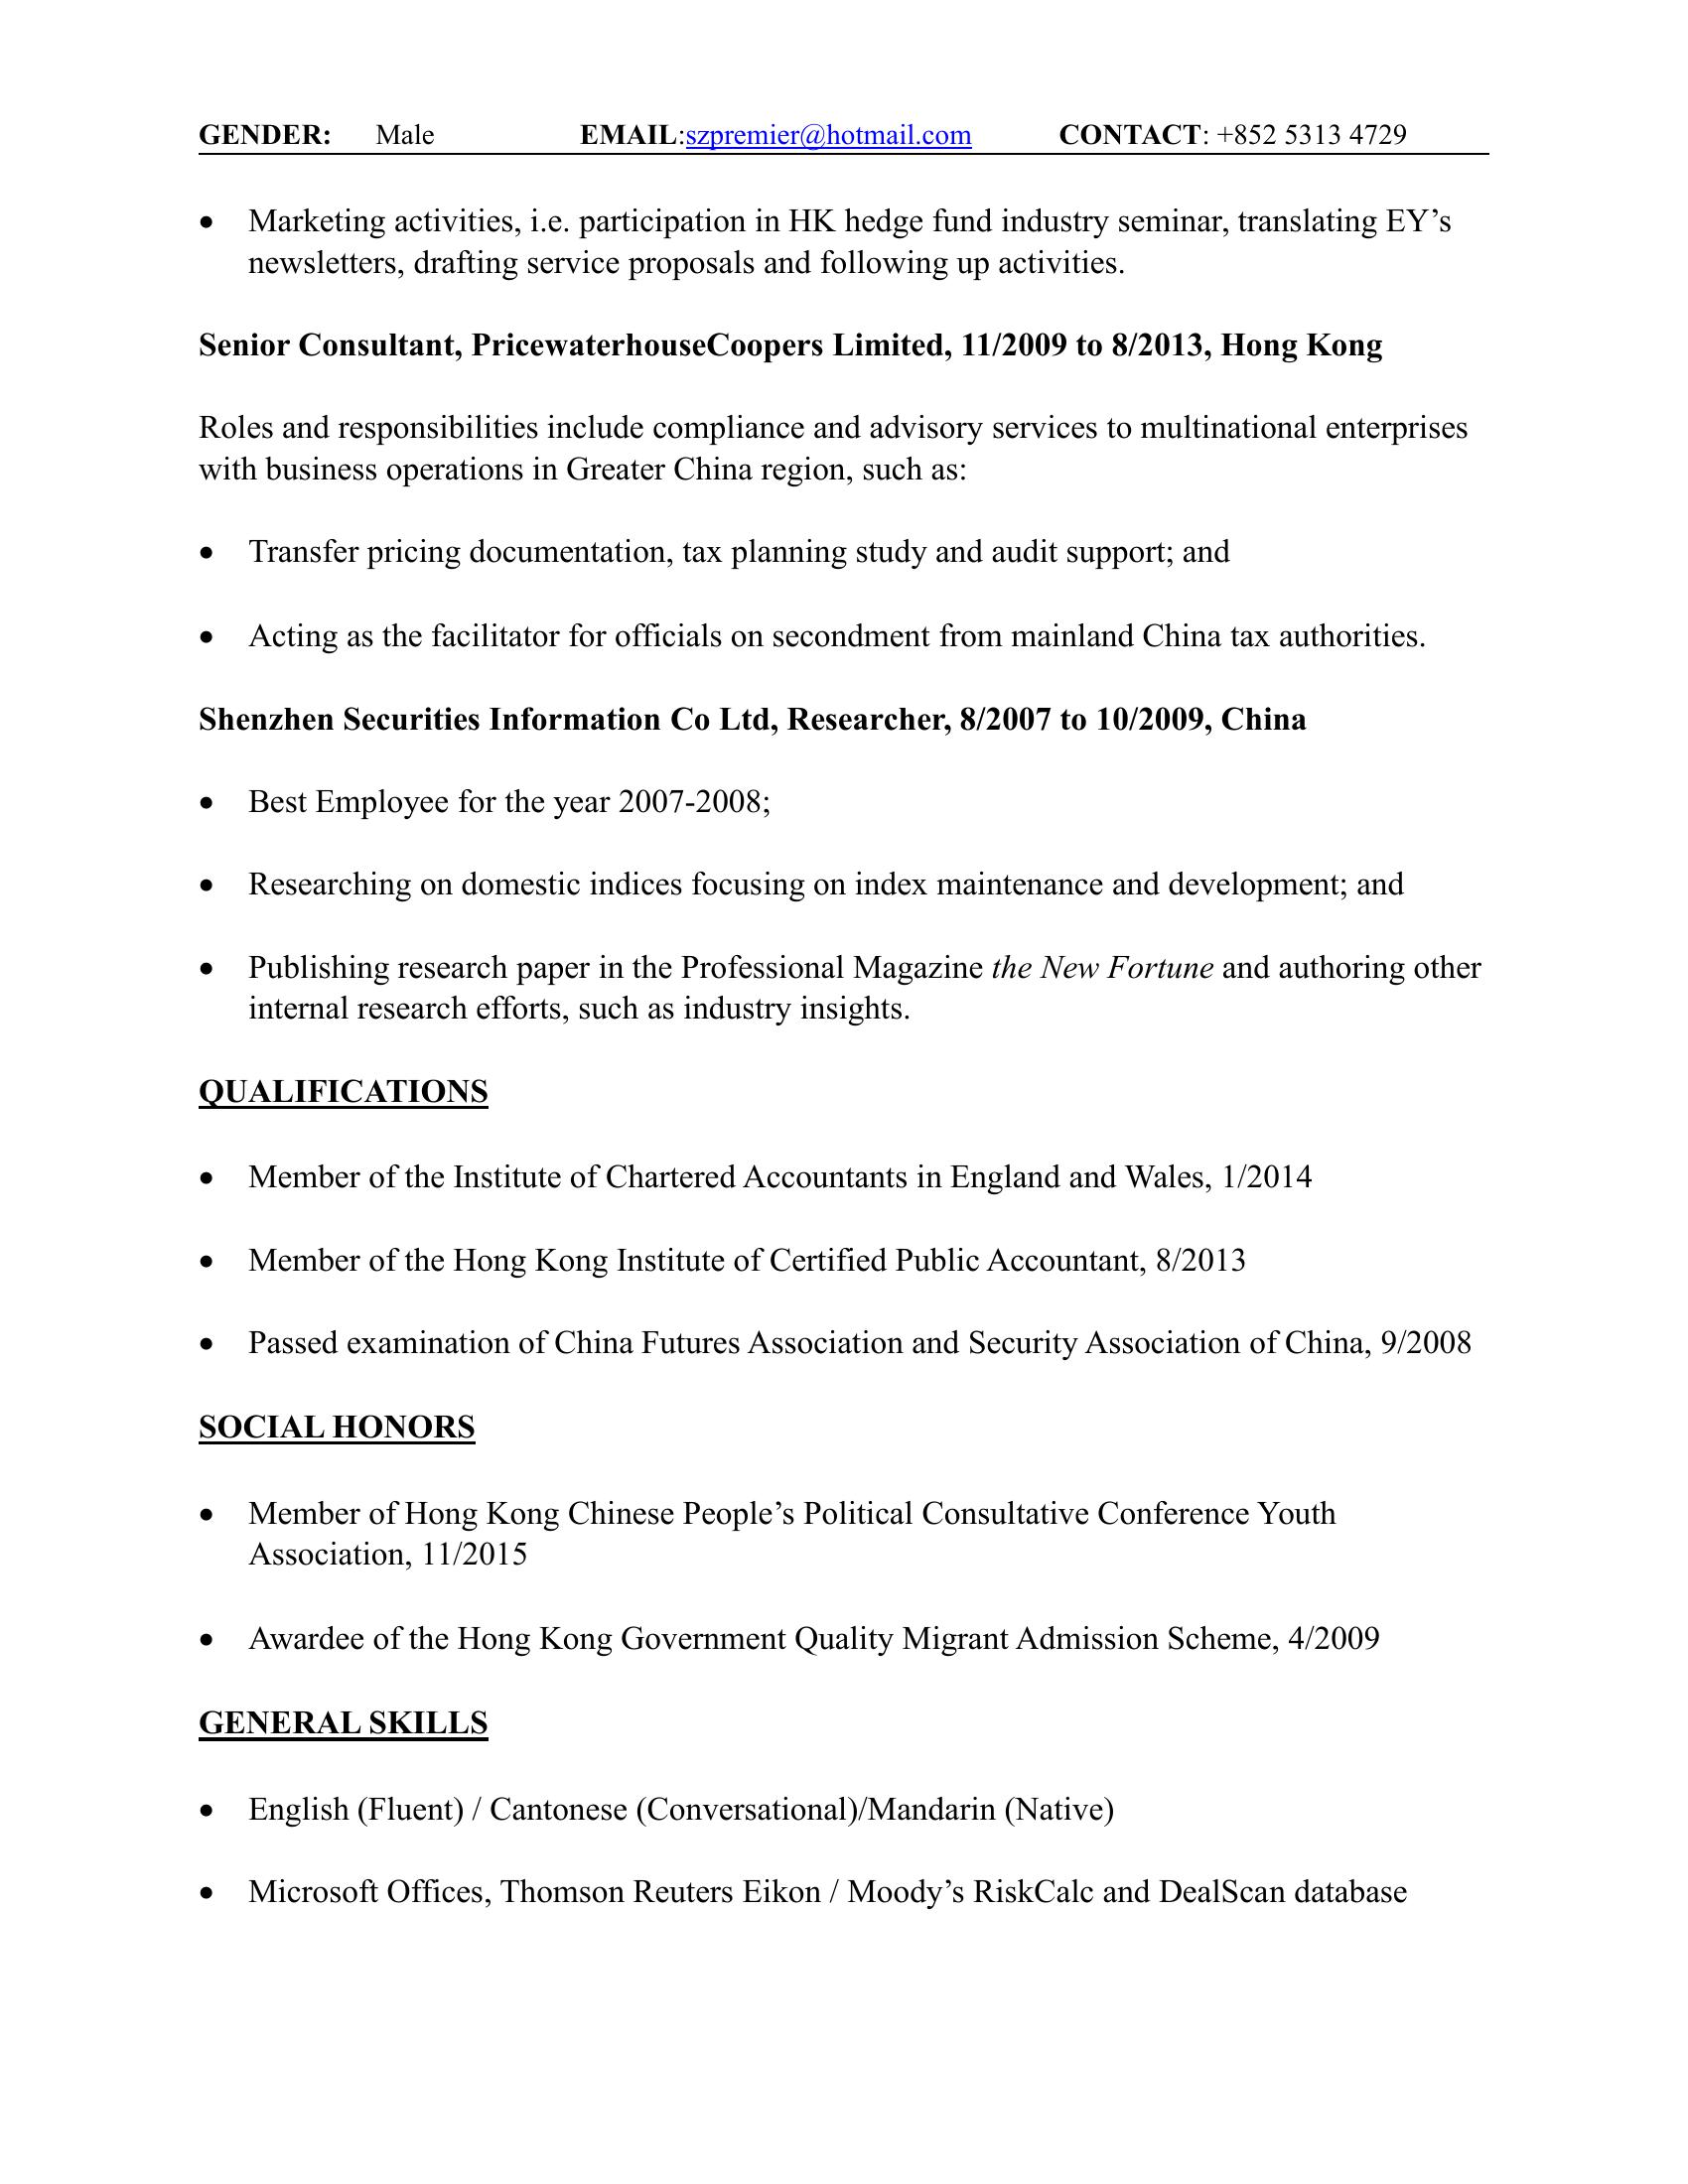 GENDER: Male EMAIL:szpremier@hotmail.com CONTACT: +852 5313 4729
• Marketing activities, i.e. participation in HK hedge fund industry seminar, translating EY’s
newsletters, drafting service proposals and following up activities.
Senior Consultant, PricewaterhouseCoopers Limited, 11/2009 to 8/2013, Hong Kong
Roles and responsibilities include compliance and advisory services to multinational enterprises
with business operations in Greater China region, such as:
• Transfer pricing documentation, tax planning study and audit support; and
• Acting as the facilitator for officials on secondment from mainland China tax authorities.
Shenzhen Securities Information Co Ltd, Researcher, 8/2007 to 10/2009, China
• Best Employee for the year 2007-2008;
• Researching on domestic indices focusing on index maintenance and development; and
• Publishing research paper in the Professional Magazine the New Fortune and authoring other
internal research efforts, such as industry insights.
QUALIFICATIONS
• Member of the Institute of Chartered Accountants in England and Wales, 1/2014
• Member of the Hong Kong Institute of Certified Public Accountant, 8/2013
• Passed examination of China Futures Association and Security Association of China, 9/2008
SOCIAL HONORS
• Member of Hong Kong Chinese People’s Political Consultative Conference Youth
Association, 11/2015
• Awardee of the Hong Kong Government Quality Migrant Admission Scheme, 4/2009
GENERAL SKILLS
• English (Fluent) / Cantonese (Conversational)/Mandarin (Native)
• Microsoft Offices, Thomson Reuters Eikon / Moody’s RiskCalc and DealScan database